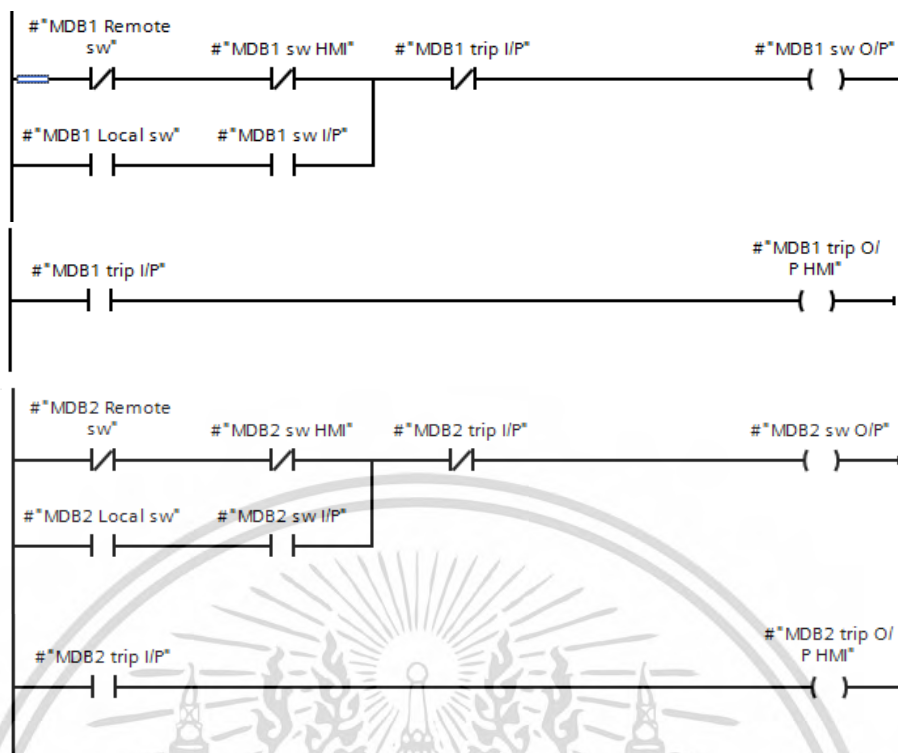 #"MDB1 Remote
sw"
#"MDB1 sw HMI"
#"MDB1 trip I/P"
#"MDB1 sw O/P"
#"MDB1 Local sw"
#"MDB1 sw I/P"
#"MDB1 trip I/P"
#"MDB1 trip O/
P HMI"
#"MDB2 Remote
sw"
#"MDB2 sw HMI"
#"MDB2 trip I/P"
#"MDB2 sw O/P"
#"MDB2 Local sw"
#"MDB2 sw I/P"
#"MDB2 trip I/P"
#"MDB2 trip O/
P HMI"